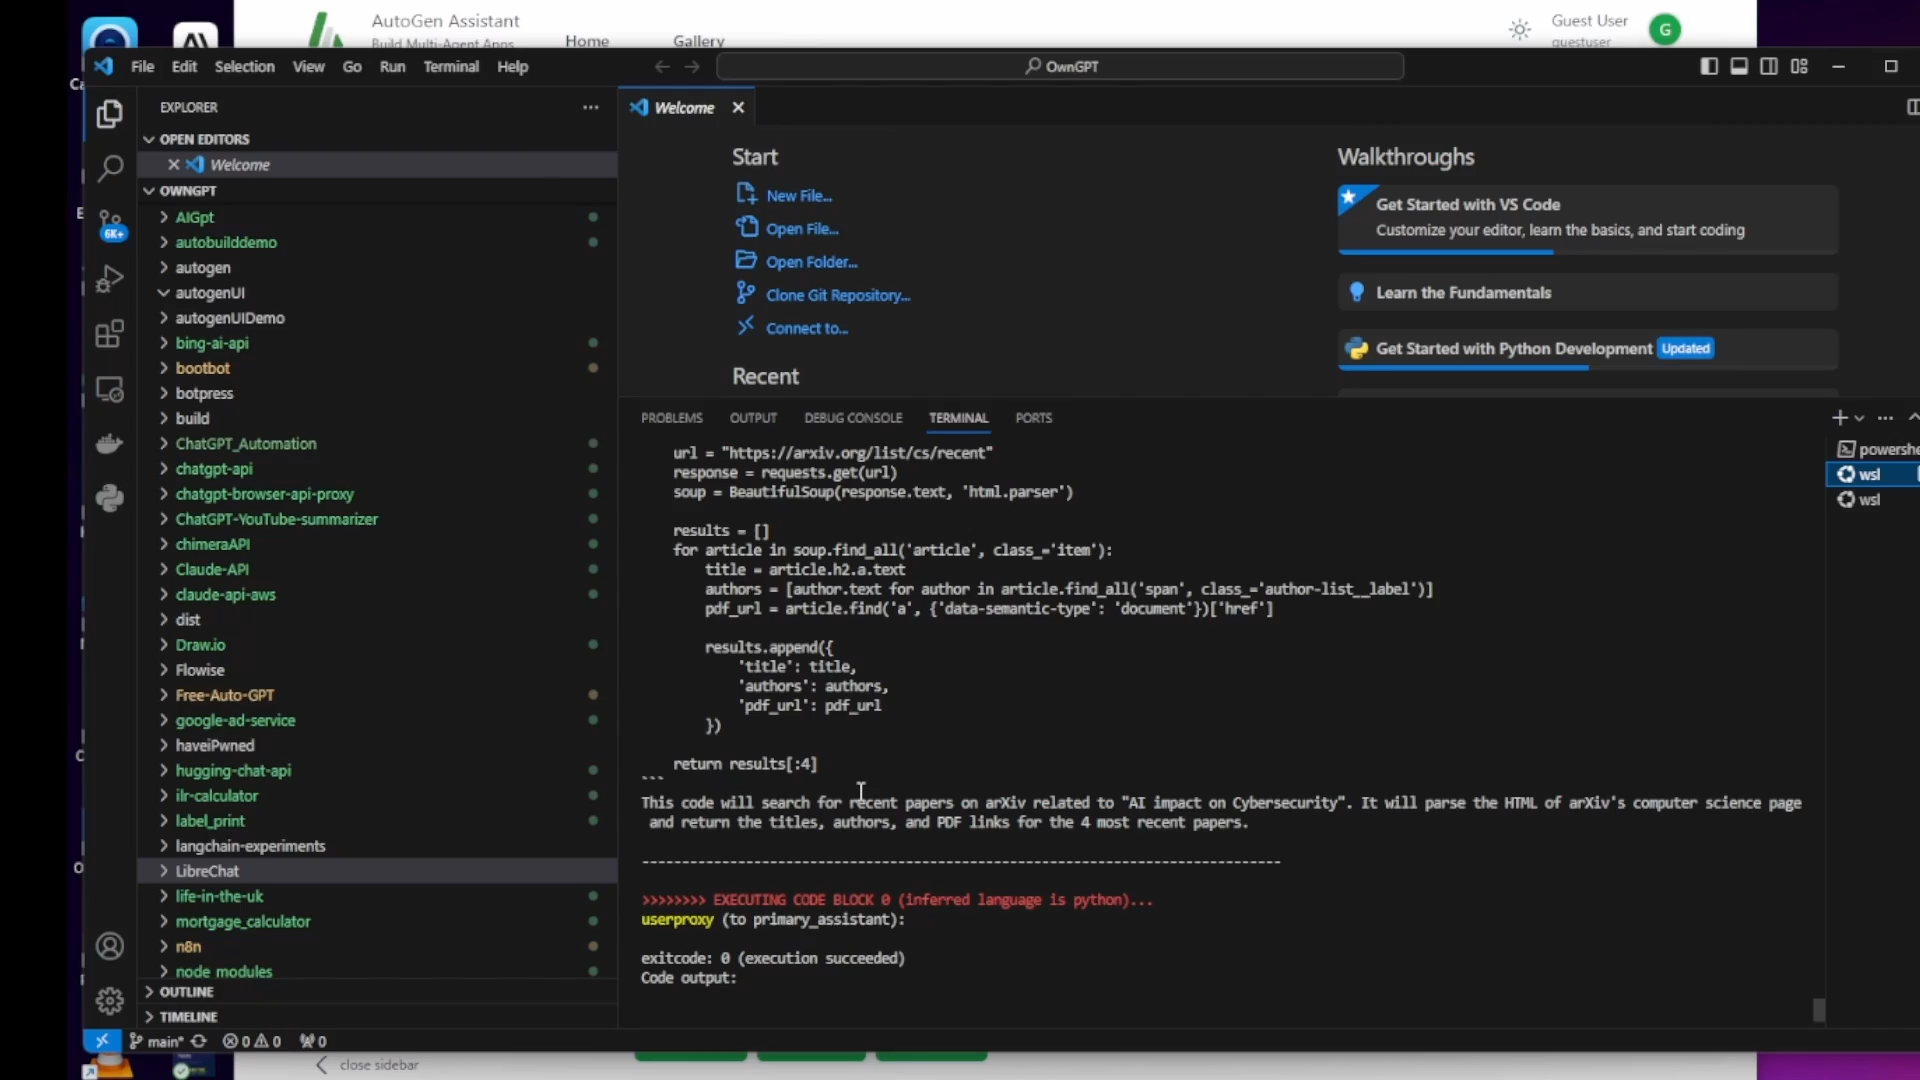 AutoGen Assistant
Build Multi-Agent Apps
Home
Gallery
Guest User
guestuser
G
File Edit Selection View Go Run Terminal Help
OwnGPT
EXPLORER
OPEN EDITORS
Welcome
OWNGPT
AIGpt
autobuilddemo
autogen
autogenUI
autogenUIDemo
bing-ai-api
bootbot
botpress
build
ChatGPT_Automation
chatgpt-api
chatgpt-browser-api-proxy
ChatGPT-YouTube-summarizer
chimeraAPI
Claude-API
claude-api-aws
dist
Draw.io
Flowise
Free-Auto-GPT
google-ad-service
haveiPwned
hugging-chat-api
ilr-calculator
label_print
langchain-experiments
LibreChat
life-in-the-uk
mortgage_calculator
n8n
node_modules
OUTLINE
TIMELINE
6K+
main*
0 0
0
close sidebar
Welcome
Start
New File...
Open File...
Open Folder...
Clone Git Repository...
Connect to...
Recent
Walkthroughs
Get Started with VS Code
Customize your editor, learn the basics, and start coding
Learn the Fundamentals
Get Started with Python Development Updated
PROBLEMS OUTPUT DEBUG CONSOLE TERMINAL PORTS
powershe
wsl
wsl
url = "https://arxiv.org/list/cs/recent"
response = requests.get(url)
soup = BeautifulSoup(response.text, 'html.parser')
results = []
for article in soup.find_all('article', class_='item'):
title = article.h2.a.text
authors = [author.text for author in article.find_all('span', class_='author-list__label')]
pdf_url = article.find('a', {'data-semantic-type': 'document'})['href']
results.append({
'title': title,
'authors': authors,
'pdf_url': pdf_url
})
return results[:4]
```
This code will search for recent papers on arXiv related to "AI impact on Cybersecurity". It will parse the HTML of arXiv's computer science page
and return the titles, authors, and PDF links for the 4 most recent papers.
--------------------------------------------------------------------------------
>>>>>>>> EXECUTING CODE BLOCK 0 (inferred language is python)...
userproxy (to primary_assistant):
exitcode: 0 (execution succeeded)
Code output: